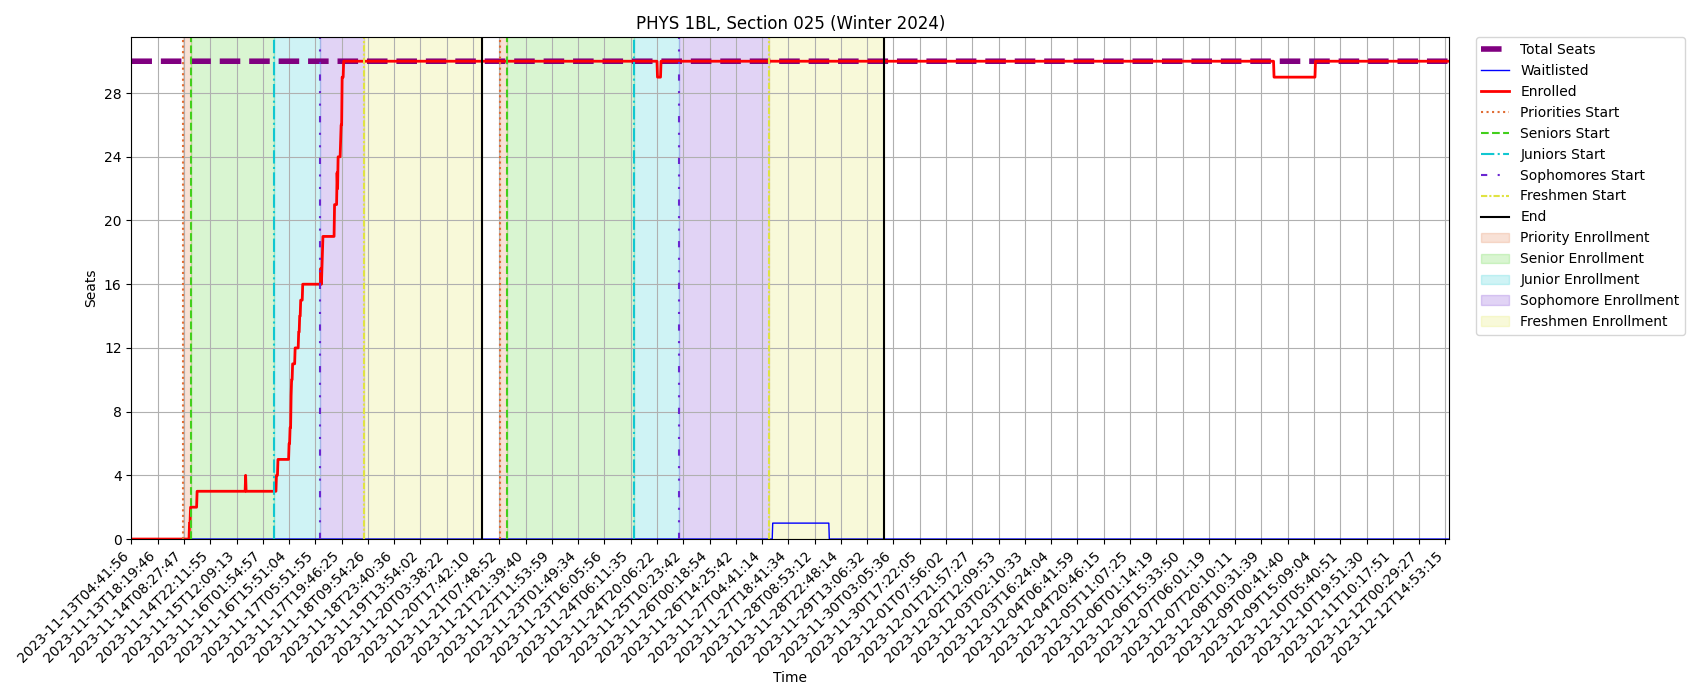 PHYS 1BL, Section 025 (Winter 2024)
Seats
28
24
20
16
12
8
4
0
2023-11-13T04:41:56
2023-11-13T18:19:46
2023-11-14T08:27:47
2023-11-14T22:11:55
2023-11-15T12:09:13
2023-11-16T01:54:57
2023-11-16T15:51:04
2023-11-17T05:51:55
2023-11-17T19:46:25
2023-11-18T09:54:26
2023-11-18T23:40:36
2023-11-19T13:54:02
2023-11-20T03:38:22
2023-11-20T17:42:10
2023-11-21T07:48:52
2023-11-21T21:39:40
2023-11-22T11:53:59
2023-11-23T01:49:34
2023-11-23T16:05:56
2023-11-24T06:11:35
2023-11-24T20:06:22
2023-11-25T10:23:42
2023-11-26T00:18:54
2023-11-26T14:25:42
2023-11-27T04:41:14
2023-11-27T18:41:34
2023-11-28T08:53:12
2023-11-28T22:48:14
2023-11-29T13:06:32
2023-11-30T03:05:36
2023-11-30T17:22:05
2023-12-01T07:56:02
2023-12-01T21:57:27
2023-12-02T12:09:53
2023-12-03T02:10:33
2023-12-03T16:24:04
2023-12-04T06:41:59
2023-12-04T20:46:15
2023-12-05T11:07:25
2023-12-06T01:14:19
2023-12-06T15:33:50
2023-12-07T06:01:19
2023-12-07T20:10:11
2023-12-08T10:31:39
2023-12-09T00:41:40
2023-12-09T15:09:04
2023-12-10T05:40:51
2023-12-10T19:51:30
2023-12-11T10:17:51
2023-12-12T00:29:27
2023-12-12T14:53:15
Time
Total Seats
Waitlisted
Enrolled
Priorities Start
Seniors Start
Juniors Start
Sophomores Start
Freshmen Start
End
Priority Enrollment
Senior Enrollment
Junior Enrollment
Sophomore Enrollment
Freshmen Enrollment